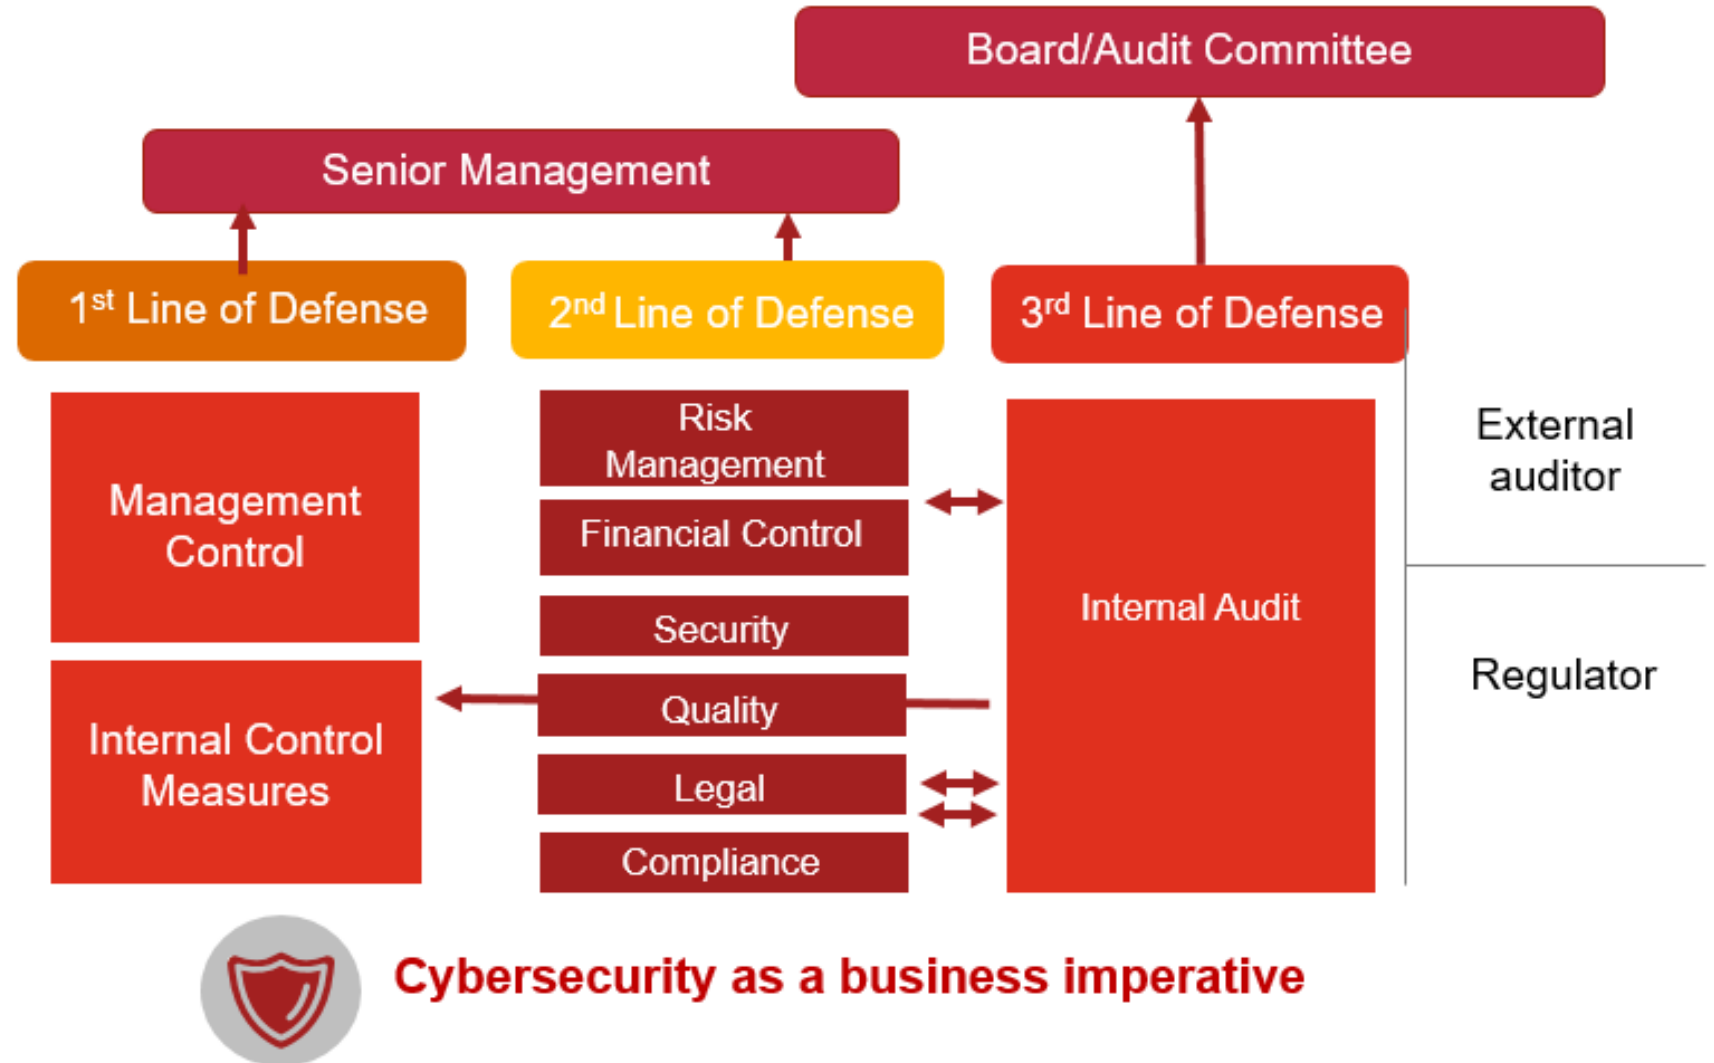 Board/Audit Committee
Senior Management
1st Line of Defense
2nd Line of Defense
3rd Line of Defense
Management
Control
Internal Control
Measures
Risk
Management
Financial Control
Security
Quality
Legal
Compliance
Internal Audit
External
auditor
Regulator
Cybersecurity as a business imperative